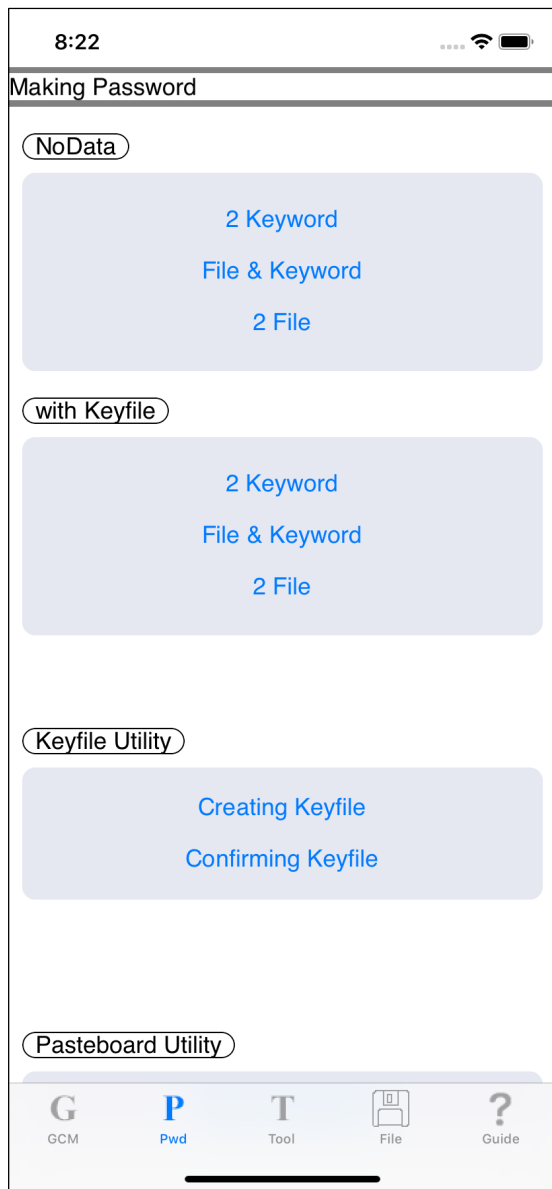 8:22
Making Password
NoData
2 Keyword
File & Keyword
2 File
with Keyfile
2 Keyword
File & Keyword
2 File
Keyfile Utility
Creating Keyfile
Confirming Keyfile
Pasteboard Utility
G P T ?
GCM Pwd Tool File Guide